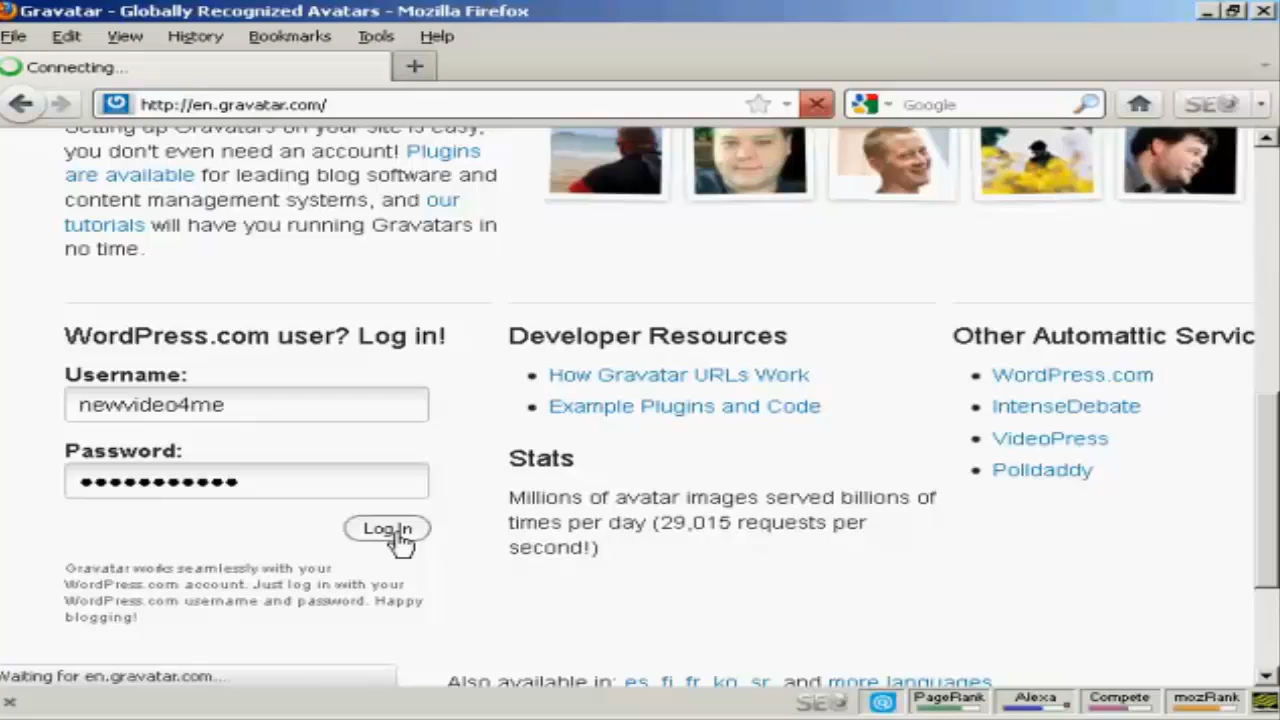 Gravatar - Globally Recognized Avatars - Mozilla Firefox
File Edit View History Bookmarks Tools Help
Connecting...
http://en.gravatar.com/
Google
SEO
Setting up Gravatars on your site is easy,
you don't even need an account! Plugins
are available for leading blog software and
content management systems, and our
tutorials will have you running Gravatars in
no time.
WordPress.com user? Log in!
Username:
newvideo4me
Password:
Log In
Gravatar works seamlessly with your
WordPress.com account. Just log in with your
WordPress.com username and password. Happy
blogging!
Developer Resources
How Gravatar URLs Work
Example Plugins and Code
Stats
Millions of avatar images served billions of
times per day (29,015 requests per
second!)
Other Automattic Servic
WordPress.com
IntenseDebate
VideoPress
Polldaddy
Also available in: es, fi, fr, ko, sr, and more languages
Waiting for en.gravatar.com...
SEO PageRank Alexa Compete mozRank